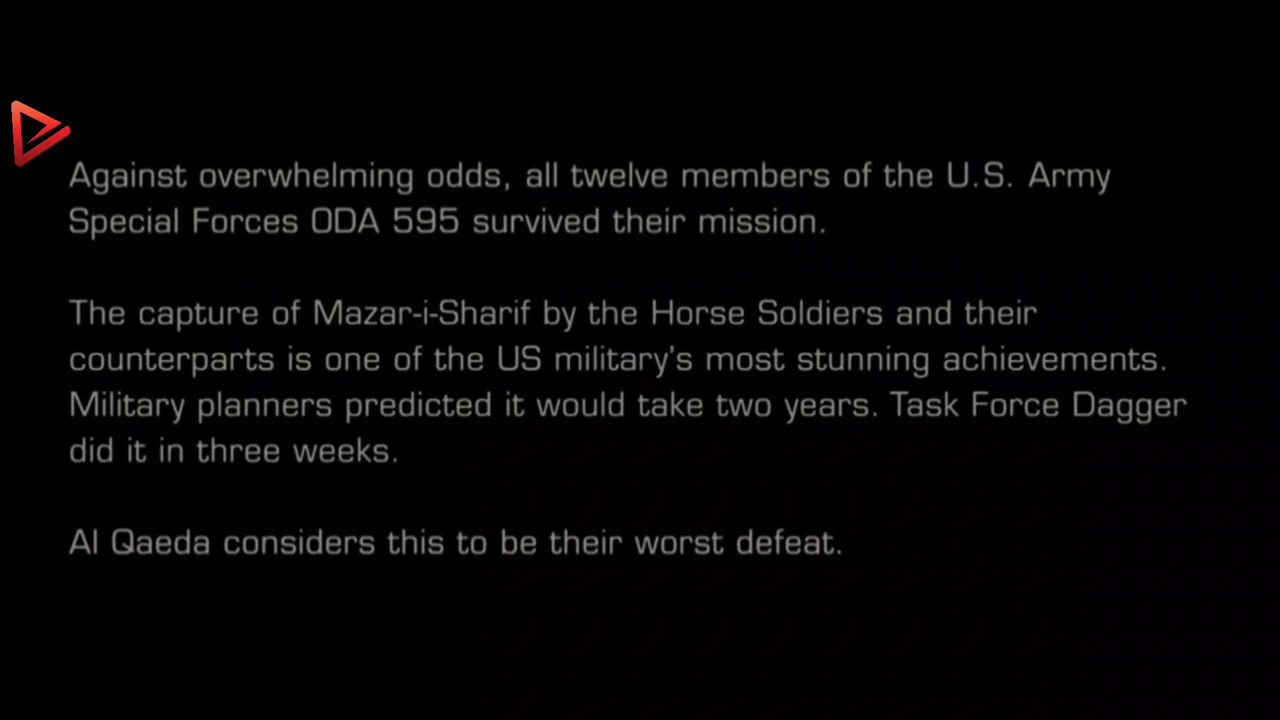 Against overwhelming odds, all twelve members of the U.S. Army
Special Forces ODA 595 survived their mission.
The capture of Mazar-i-Sharif by the Horse Soldiers and their
counterparts is one of the US military's most stunning achievements.
Military planners predicted it would take two years. Task Force Dagger
did it in three weeks.
Al Qaeda considers this to be their worst defeat.